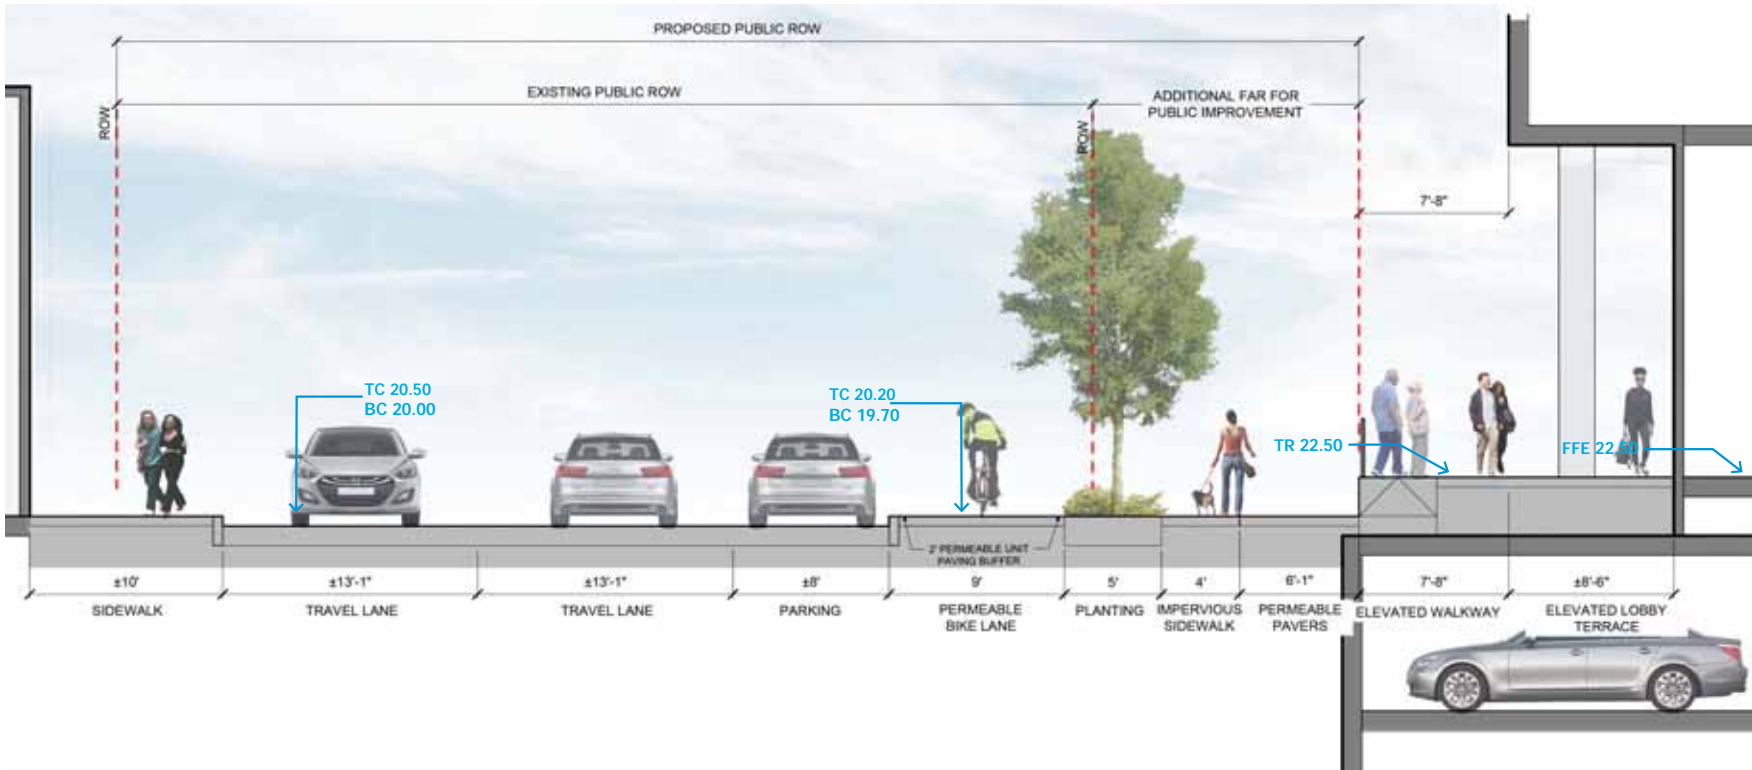 PROPOSED PUBLIC ROW
EXISTING PUBLIC ROW
ADDITIONAL FAR FOR
PUBLIC IMPROVEMENT
ROW
ROW
7'-8"
TC 20.50
BC 20.00
TC 20.20
BC 19.70
TR 22.50
FFE 22.50
2' PERMEABLE UNIT
PAVING BUFFER
±10'
±13'-1"
±13'-1"
±8'
9'
5'
4'
6'-1"
7'-8"
±8'-6"
SIDEWALK
TRAVEL LANE
TRAVEL LANE
PARKING
PERMEABLE
BIKE LANE
PLANTING
IMPERVIOUS
SIDEWALK
PERMEABLE
PAVERS
ELEVATED WALKWAY
ELEVATED LOBBY
TERRACE